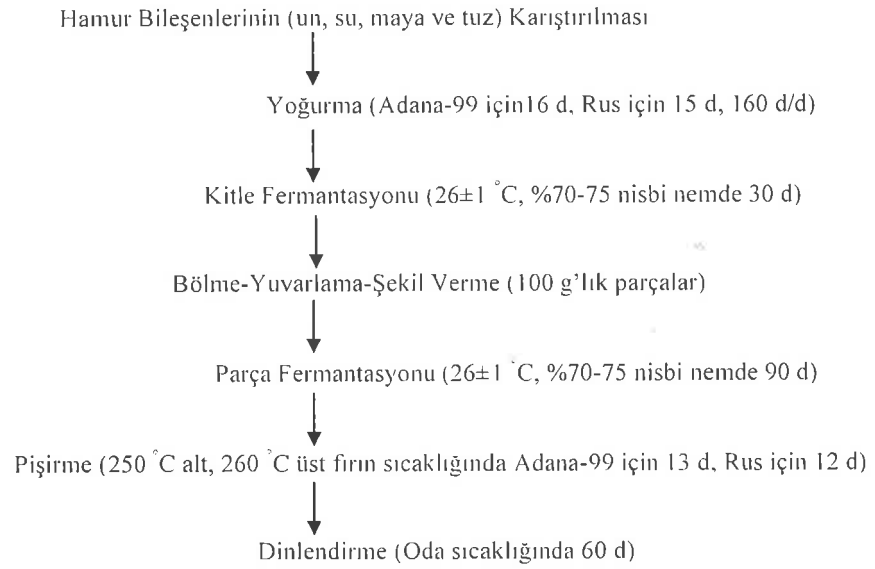 Hamur Bileşenlerinin (un, su, maya ve tuz) Karıştırılması
Yoğurma (Adana-99 için16 d, Rus için 15 d, 160 d/d)
Kitle Fermantasyonu (26±1 °C, %70-75 nisbi nemde 30 d)
Bölme-Yuvarlama-Şekil Verme (100 g'lık parçalar)
Parça Fermantasyonu (26±1 °C, %70-75 nisbi nemde 90 d)
Pişirme (250 °C alt, 260 °C üst fırın sıcaklığında Adana-99 için 13 d, Rus için 12 d)
Dinlendirme (Oda sıcaklığında 60 d)